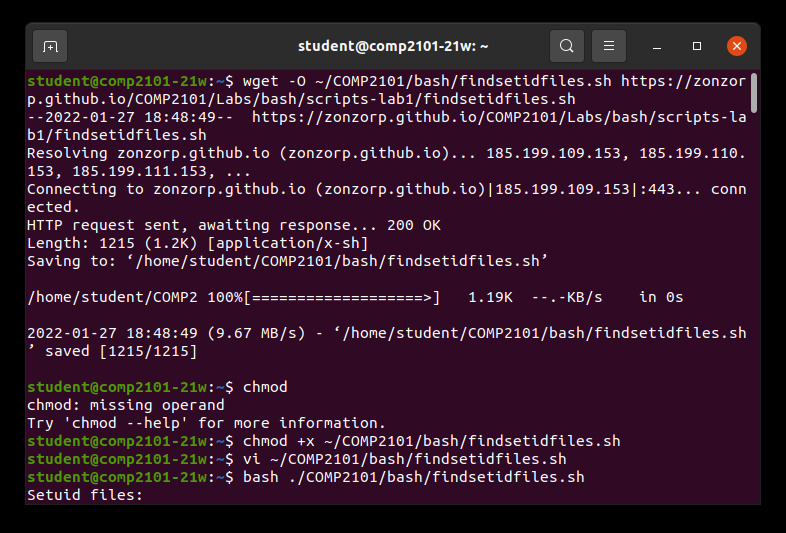 student@comp2101-21w: ~
student@comp2101-21w:~$ wget -O ~/COMP2101/bash/findsetidfiles.sh https://zonzor
p.github.io/COMP2101/Labs/bash/scripts-lab1/findsetidfiles.sh
--2022-01-27 18:48:49--  https://zonzorp.github.io/COMP2101/Labs/bash/scripts-la
b1/findsetidfiles.sh
Resolving zonzorp.github.io (zonzorp.github.io)... 185.199.109.153, 185.199.110.
153, 185.199.111.153, ...
Connecting to zonzorp.github.io (zonzorp.github.io)|185.199.109.153|:443... conn
ected.
HTTP request sent, awaiting response... 200 OK
Length: 1215 (1.2K) [application/x-sh]
Saving to: ‘/home/student/COMP2101/bash/findsetidfiles.sh’
/home/student/COMP2 100%[===================>]   1.19K  --.-KB/s    in 0s
2022-01-27 18:48:49 (9.67 MB/s) - ‘/home/student/COMP2101/bash/findsetidfiles.sh
’ saved [1215/1215]
student@comp2101-21w:~$ chmod
chmod: missing operand
Try 'chmod --help' for more information.
student@comp2101-21w:~$ chmod +x ~/COMP2101/bash/findsetidfiles.sh
student@comp2101-21w:~$ vi ~/COMP2101/bash/findsetidfiles.sh
student@comp2101-21w:~$ bash ./COMP2101/bash/findsetidfiles.sh
Setuid files: